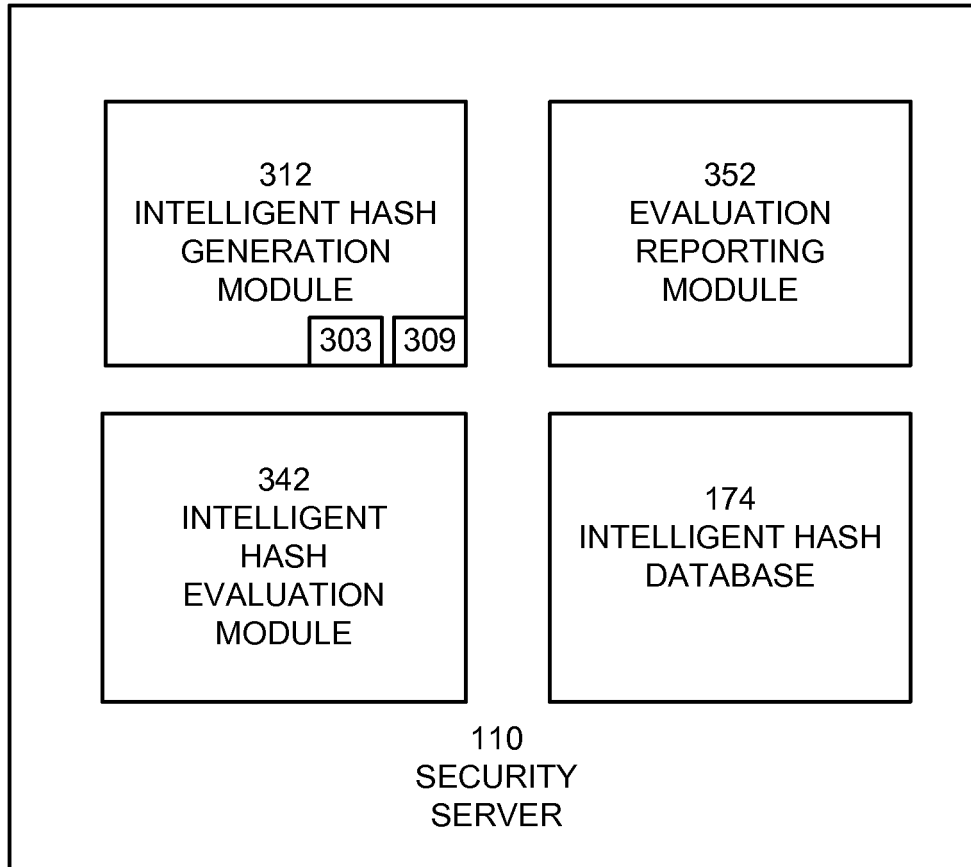 312
INTELLIGENT HASH
GENERATION
MODULE
303
309
352
EVALUATION
REPORTING
MODULE
342
INTELLIGENT
HASH
EVALUATION
MODULE
174
INTELLIGENT HASH
DATABASE
110
SECURITY
SERVER